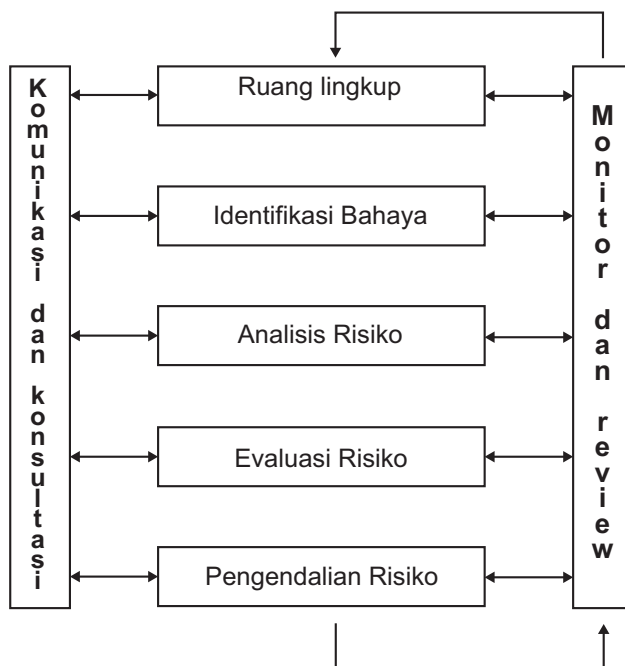 Komunikasi dan konsultasi
Ruang lingkup
Identifikasi Bahaya
Analisis Risiko
Evaluasi Risiko
Pengendalian Risiko
Monitor dan review